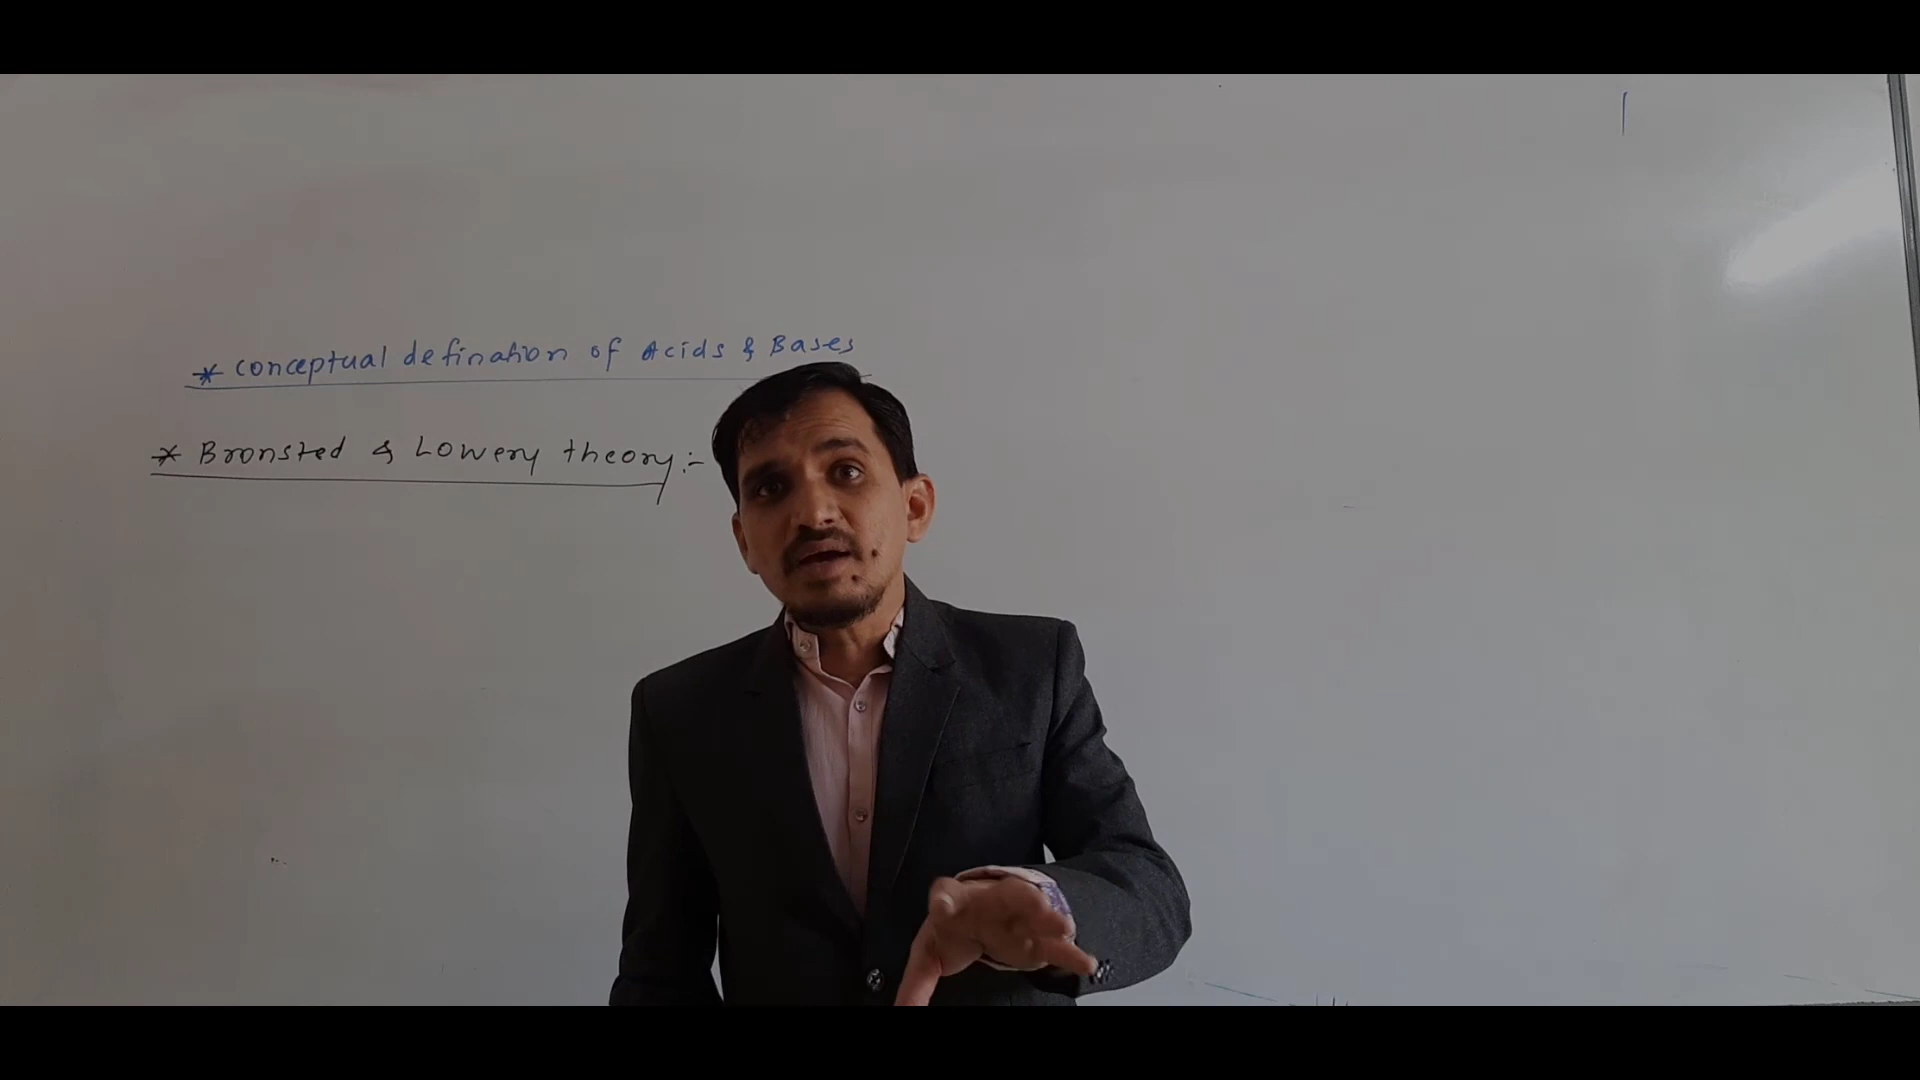 * Conceptual defination of Acids & Bases
* Bronsted & Lowery theory:-